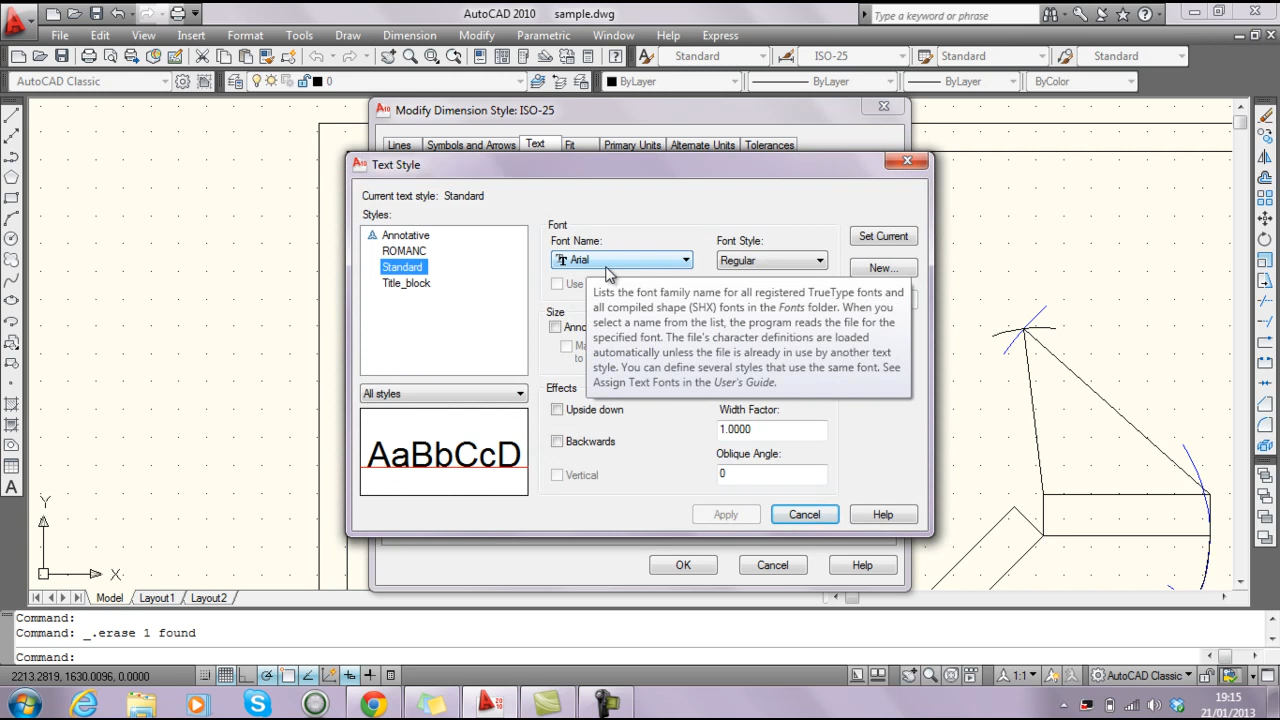 AutoCAD 2010 sample.dwg
Type a keyword or phrase
File Edit View Insert Format Tools Draw Dimension Modify Parametric Window Help Express
Standard ISO-25 Standard Standard
AutoCAD Classic 0 ByLayer ByLayer ByLayer ByColor
Modify Dimension Style: ISO-25
Lines Symbols and Arrows Text Fit Primary Units Alternate Units Tolerances
Text Style
Current text style: Standard
Styles:
Annotative
ROMANC
Standard
Title_block
All styles
AaBbCcD
Font
Font Name:
Arial
Font Style:
Regular
Use
Size
Lists the font family name for all registered TrueType fonts and
all compiled shape (SHX) fonts in the Fonts folder. When you
select a name from the list, the program reads the file for the
specified font. The file's character definitions are loaded
automatically unless the file is already in use by another text
style. You can define several styles that use the same font. See
Assign Text Fonts in the User's Guide.
Effects
Upside down
Backwards
Vertical
Width Factor:
1.0000
Oblique Angle:
0
Set Current
New...
Apply Cancel Help
OK Cancel Help
Y
X
Model Layout1 Layout2
Command:
Command: _.erase 1 found
Command:
2213.2819, 1630.0096, 0.0000
1:1 AutoCAD Classic
19:15
21/01/2013